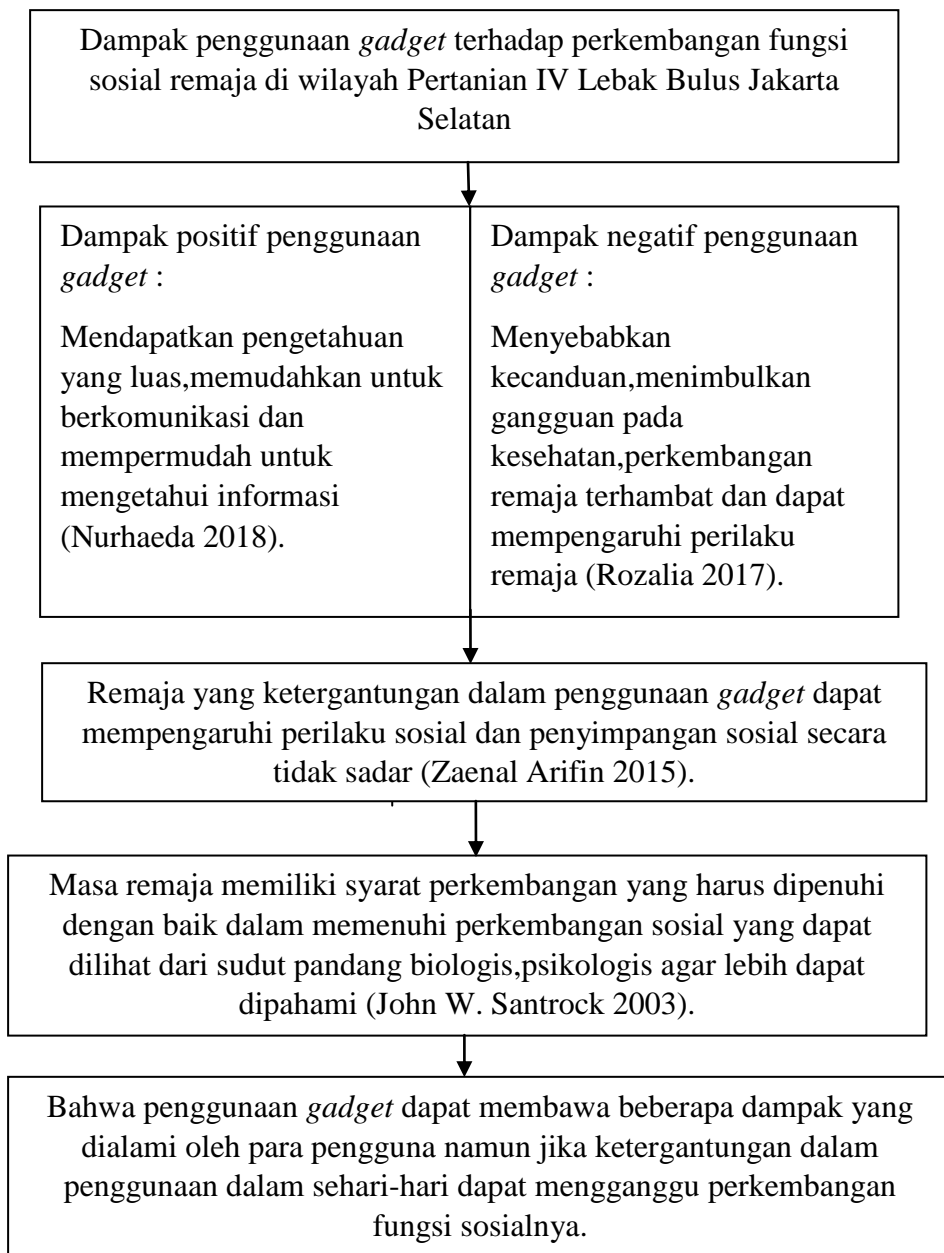 Dampak penggunaan gadget terhadap perkembangan fungsi
sosial remaja di wilayah Pertanian IV Lebak Bulus Jakarta
Selatan
Dampak positif penggunaan
gadget :
Mendapatkan pengetahuan
yang luas,memudahkan untuk
berkomunikasi dan
mempermudah untuk
mengetahui informasi
(Nurhaeda 2018).
Dampak negatif penggunaan
gadget :
Menyebabkan
kecanduan,menimbulkan
gangguan pada
kesehatan,perkembangan
remaja terhambat dan dapat
mempengaruhi perilaku
remaja (Rozalia 2017).
Remaja yang ketergantungan dalam penggunaan gadget dapat
mempengaruhi perilaku sosial dan penyimpangan sosial secara
tidak sadar (Zaenal Arifin 2015).
Masa remaja memiliki syarat perkembangan yang harus dipenuhi
dengan baik dalam memenuhi perkembangan sosial yang dapat
dilihat dari sudut pandang biologis,psikologis agar lebih dapat
dipahami (John W. Santrock 2003).
Bahwa penggunaan gadget dapat membawa beberapa dampak yang
dialami oleh para pengguna namun jika ketergantungan dalam
penggunaan dalam sehari-hari dapat mengganggu perkembangan
fungsi sosialnya.